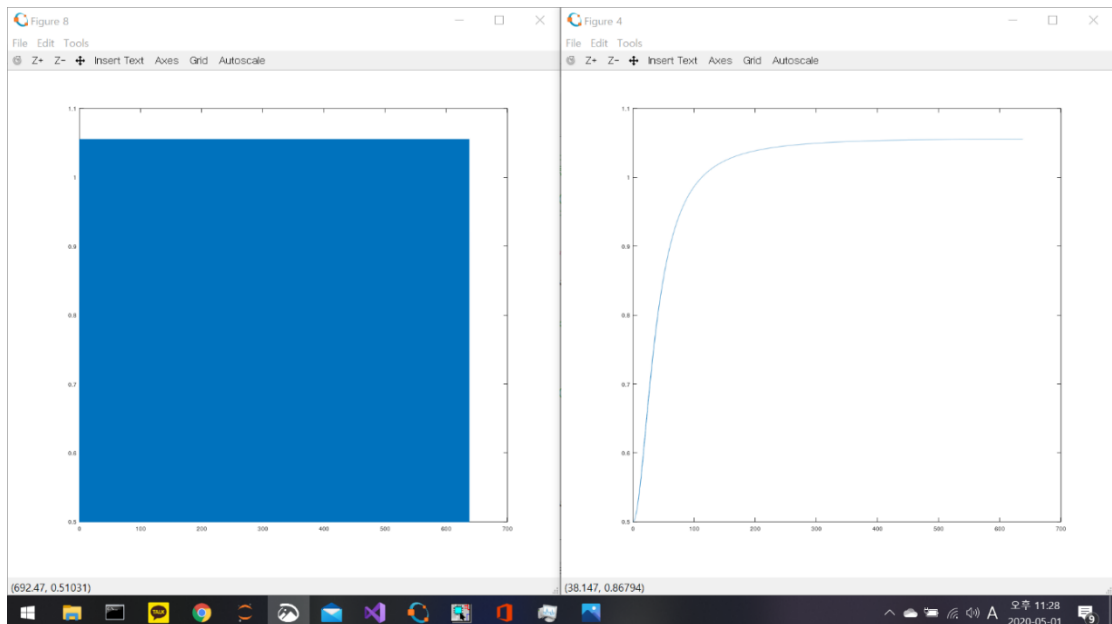 Figure 8
File Edit Tools
Z+ Z- Insert Text Axes Grid Autoscale
1.1
1
0.9
0.8
0.7
0.6
0.5
0 100 200 300 400 500 600 700
(692.47, 0.51031)
Figure 4
File Edit Tools
Z+ Z- Insert Text Axes Grid Autoscale
1.1
1
0.9
0.8
0.7
0.6
0.5
0 100 200 300 400 500 600 700
(38.147, 0.86794)
TALK
A
오후 11:28
2020-05-01
9